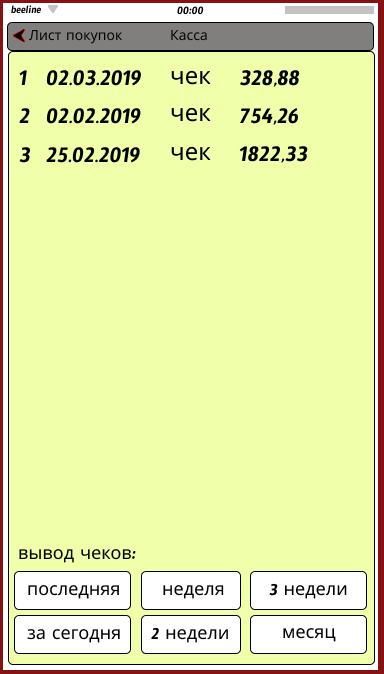 beeline 00:00
Лист покупок Касса
1 02.03.2019 чек 328,88
2 02.02.2019 чек 754,26
3 25.02.2019 чек 1822,33
вывод чеков:
последняя неделя 3 недели
за сегодня 2 недели месяц